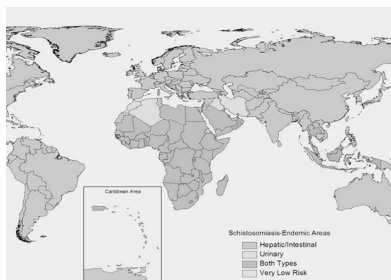 Caribbean Area
Schistosomiasis-Endemic Areas
Hepatic/Intestinal
Urinary
Both Types
Very Low Risk